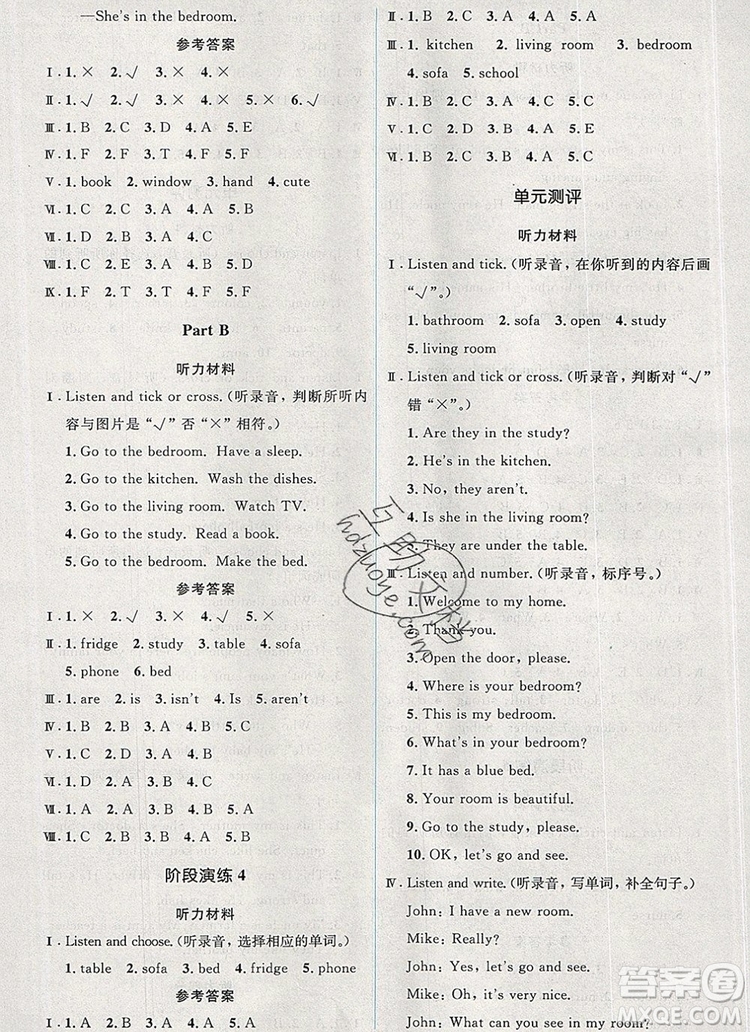 —She's in the bedroom.
参考答案
Ⅰ. 1. × 2. √ 3. × 4. ×
Ⅱ. 1. √ 2. √ 3. × 4. × 5. × 6. √
Ⅲ. 1. B 2. C 3. D 4. A 5. E
Ⅳ. 1. F 2. F 3. T 4. F 5. F
Ⅴ. 1. book 2. window 3. hand 4. cute
Ⅵ. 1. C 2. C 3. A 4. A 5. B
Ⅶ. 1. D 2. C 3. B 4. A
Ⅷ. 1. B 2. D 3. A 4. C
Ⅸ. 1. F 2. T 3. T 4. F 5. F
Part B
听力材料
Ⅰ. Listen and tick or cross. (听录音，判断所听内
容与图片是“√”否“×”相符。)
1. Go to the bedroom. Have a sleep.
2. Go to the kitchen. Wash the dishes.
3. Go to the living room. Watch TV.
4. Go to the study. Read a book.
5. Go to the bedroom. Make the bed.
参考答案
Ⅰ. 1. × 2. √ 3. × 4. √ 5. ×
Ⅱ. 1. fridge 2. study 3. table 4. sofa
5. phone 6. bed
Ⅲ. 1. are 2. is 3. isn't 4. Is 5. aren't
Ⅳ. 1. B 2. B 3. B 4. C 5. A
Ⅴ. 1. C 2. D 3. A 4. E 5. B
Ⅵ. 1. D 2. A 3. B 4. C
Ⅶ. 1. A 2. A 3. B 4. B 5. A
Ⅷ. 1. C 2. B 3. A 4. B 5. A
阶段演练 4
听力材料
Ⅰ. Listen and choose. (听录音，选择相应的单词。)
1. table 2. sofa 3. bed 4. fridge 5. phone
参考答案
Ⅰ. 1. A 2. B 3. A 4. B 5. A
Ⅱ. 1. B 2. A 3. B 4. C 5. C
Ⅲ. 1. kitchen 2. living room 3. bedroom
4. sofa 5. school
Ⅳ. 1. B 2. C 3. A 4. A 5. C
Ⅴ. 1. C 2. A 3. C 4. A 5. C
Ⅵ. 1. D 2. C 3. A 4. B 5. E
单元测评
听力材料
Ⅰ. Listen and tick. (听录音，在你听到的内容后画
“√”。)
1. bathroom 2. sofa 3. open 4. study
5. living room
Ⅱ. Listen and tick or cross. (听录音，判断对“√”
错“×”。)
1. Are they in the study?
2. He's in the kitchen.
3. No, they aren't.
4. Is she in the living room?
5. They are under the table.
Ⅲ. Listen and number. (听录音，标序号。)
1. Welcome to my home.
2. Thank you.
3. Open the door, please.
4. Where is your bedroom?
5. This is my bedroom.
6. What's in your bedroom?
7. It has a blue bed.
8. Your room is beautiful.
9. Go to the study, please.
10. OK, let's go and see.
Ⅳ. Listen and write. (听录音，写单词，补全句子。)
John: I have a new room.
Mike: Really?
John: Yes. Let's go and see.
Mike: OK.
John: What can you see in my room?
互助文档
hdzuoye.com
答案圈
MXQE.COM